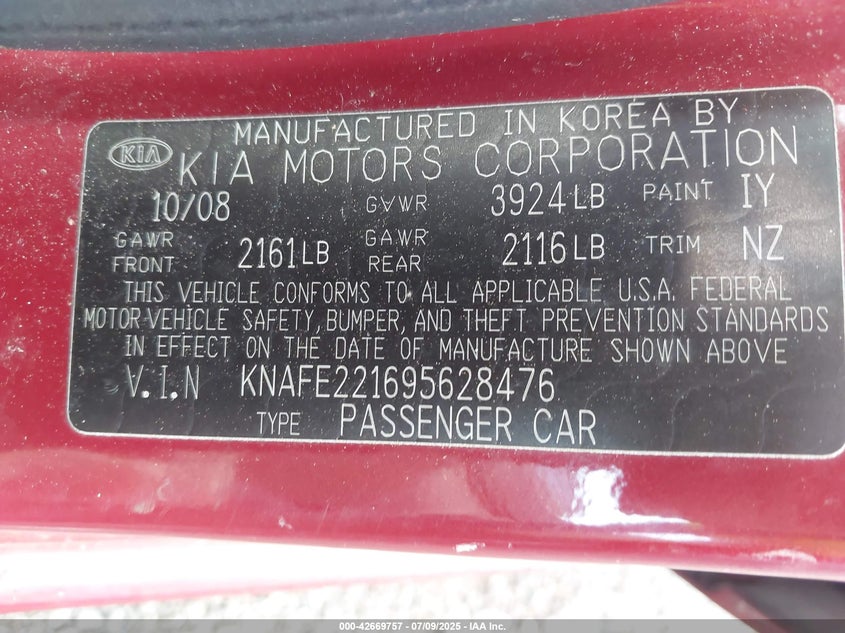 MANUFACTURED IN KOREA BY
KIA KIA MOTORS CORPORATION
10/08 GVWR 3924LB PAINT IY
GAWR FRONT 2161LB GAWR REAR 2116LB TRIM NZ
THIS VEHICLE CONFORMS TO ALL APPLICABLE U.S.A. FEDERAL
MOTOR-VEHICLE SAFETY, BUMPER, AND THEFT PREVENTION STANDARDS
IN EFFECT ON THE DATE OF MANUFACTURE SHOWN ABOVE
V.I.N KNAFE221695628476
TYPE PASSENGER CAR
000-42669757 - 07/09/2025 - IAA Inc.